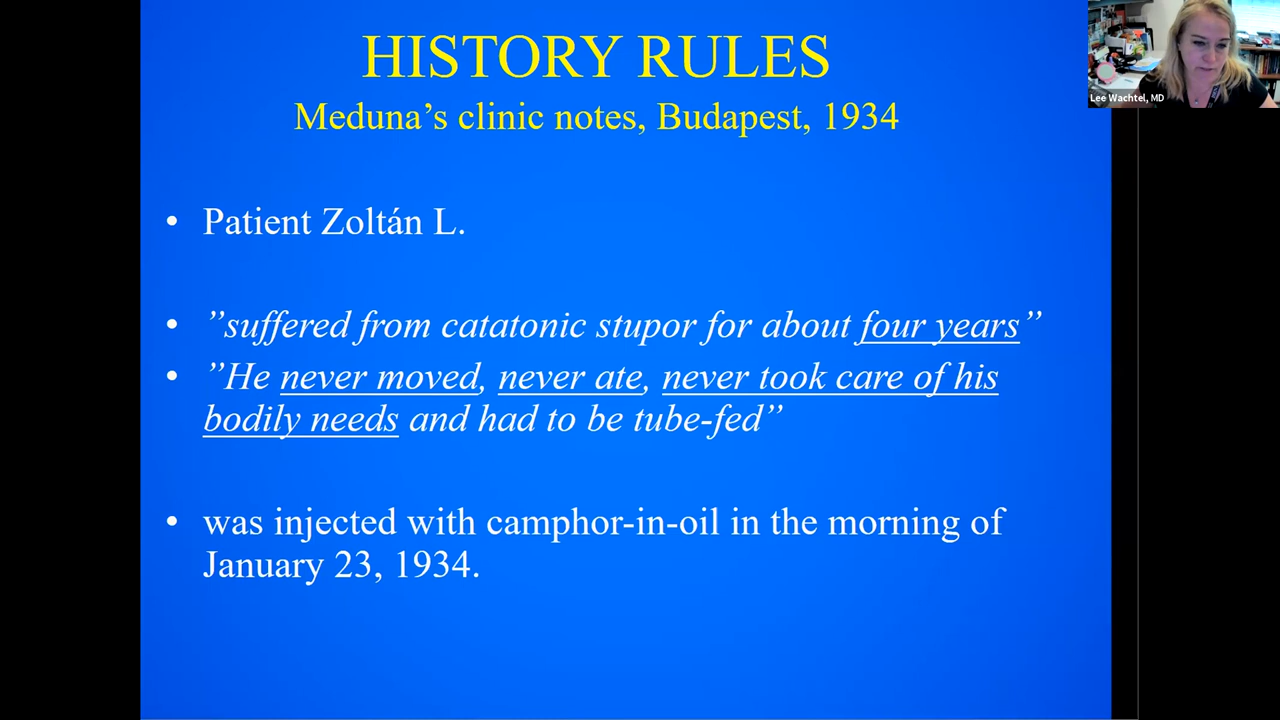 HISTORY RULES
Meduna’s clinic notes, Budapest, 1934
• Patient Zoltán L.
• ”suffered from catatonic stupor for about four years”
• ”He never moved, never ate, never took care of his
bodily needs and had to be tube-fed”
• was injected with camphor-in-oil in the morning of
January 23, 1934.
Lee Wachtel, MD